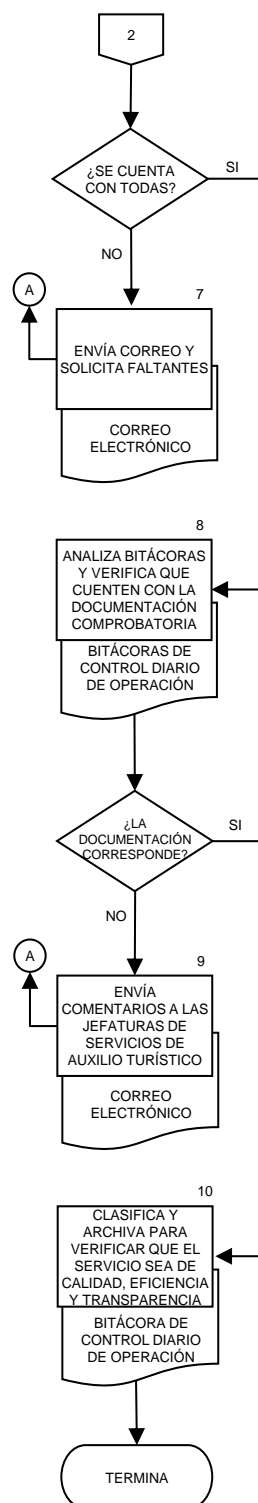 2
¿SE CUENTA
CON TODAS?
SI
NO
A
7
ENVÍA CORREO Y
SOLICITA FALTANTES
CORREO
ELECTRÓNICO
8
ANALIZA BITÁCORAS
Y VERIFICA QUE
CUENTEN CON LA
DOCUMENTACIÓN
COMPROBATORIA
BITÁCORAS DE
CONTROL DIARIO
DE OPERACIÓN
¿LA
DOCUMENTACIÓN
CORRESPONDE?
SI
NO
A
9
ENVÍA
COMENTARIOS A LAS
JEFATURAS DE
SERVICIOS DE
AUXILIO TURÍSTICO
CORREO
ELECTRÓNICO
10
CLASIFICA Y
ARCHIVA PARA
VERIFICAR QUE EL
SERVICIO SEA DE
CALIDAD, EFICIENCIA
Y TRANSPARENCIA
BITÁCORA DE
CONTROL DIARIO
DE OPERACIÓN
TERMINA